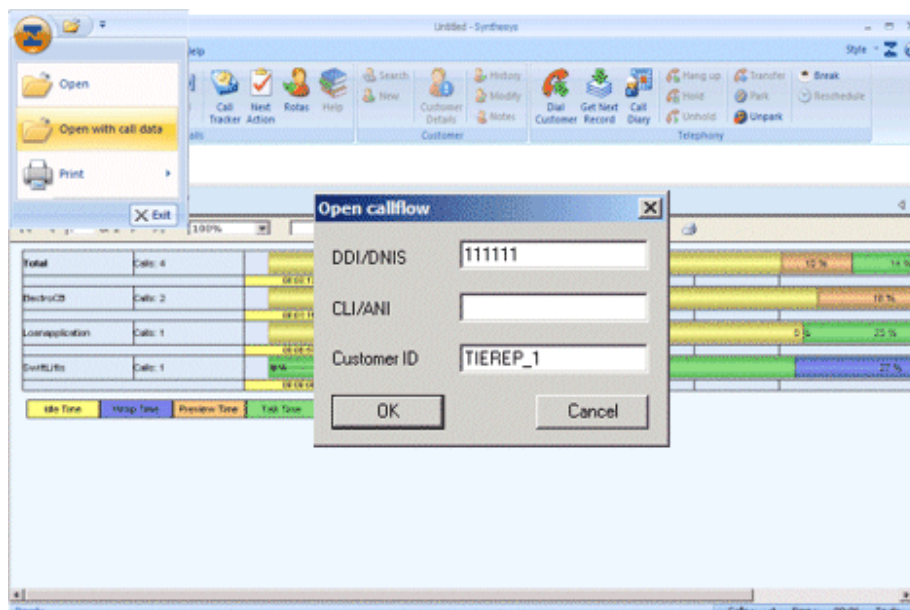 Untitled - Synthesys
Help
Style
Open
Open with call data
Print
Exit
Call Tracker
Next Action
Rotas
Help
Search
New
Customer Details
History
Modify
Notes
Customer
Dial Customer
Get Next Record
Call Diary
Hang up
Hold
Unhold
Transfer
Park
Unpark
Break
Reschedule
Telephony
100%
Open callflow
DDI/DNIS 111111
CLI/ANI
Customer ID TIEREP_1
OK Cancel
Total Calls: 4
ElectroCB Calls: 2
Loanapplication Calls: 1
Calls: 1
Idle Time Wrap Time Preview Time Talk Time